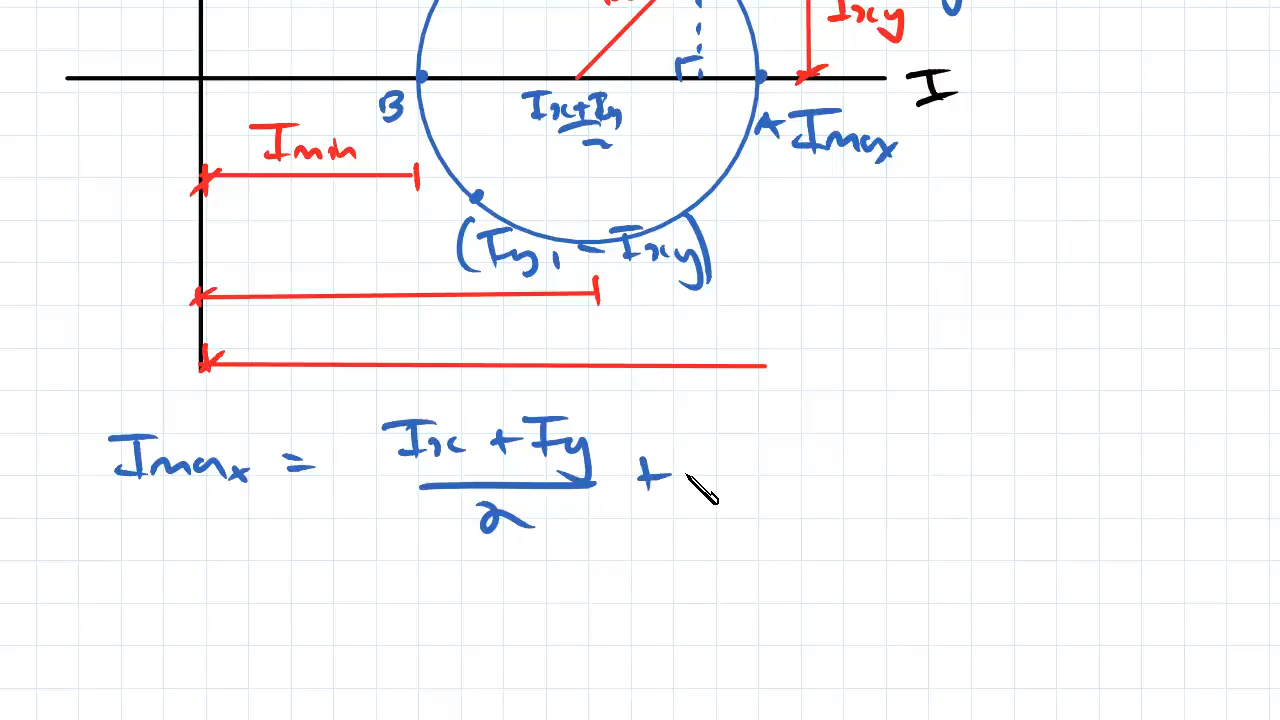 Ixy
I
B
Ix+Iy
2
A Imax
Imin
(Iy, -Ixy)
Imax = Ix + Iy +
2